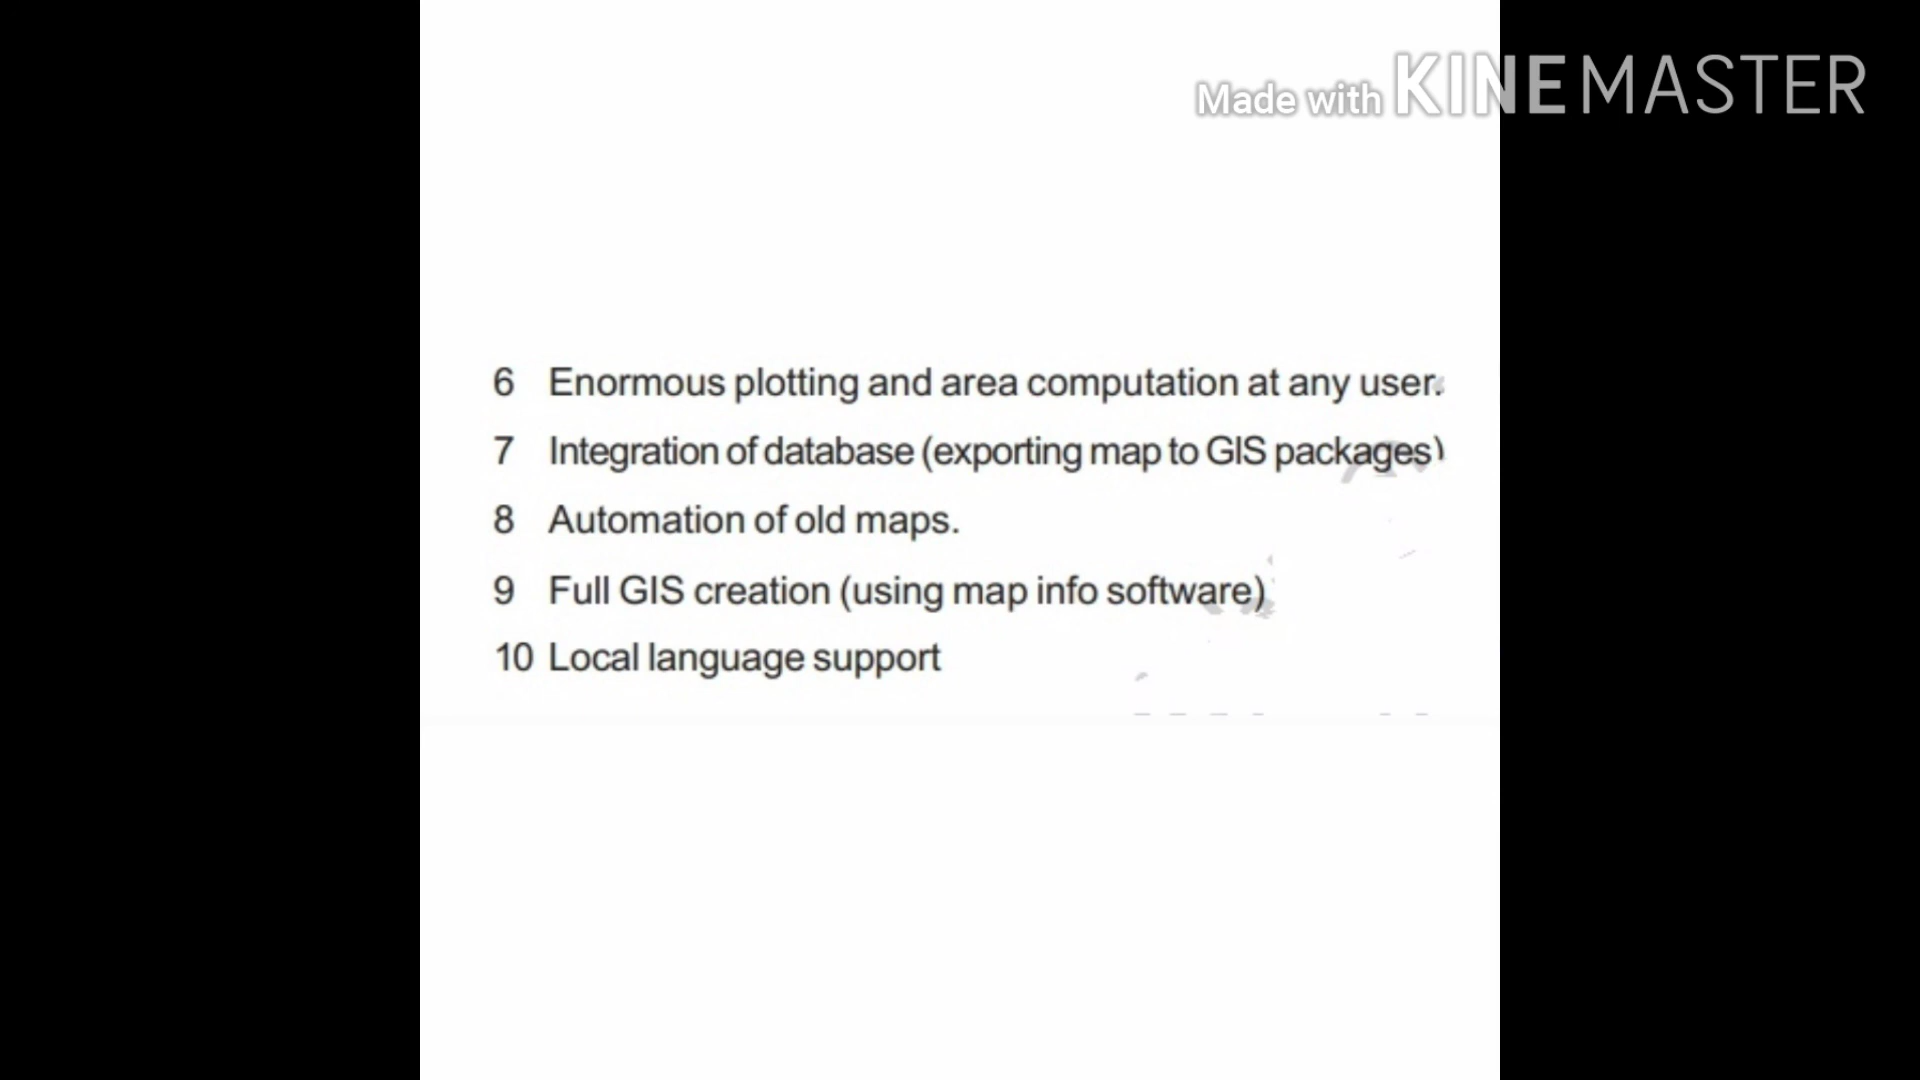 Made with KINEMASTER
6 Enormous plotting and area computation at any user.
7 Integration of database (exporting map to GIS packages)
8 Automation of old maps.
9 Full GIS creation (using map info software)
10 Local language support